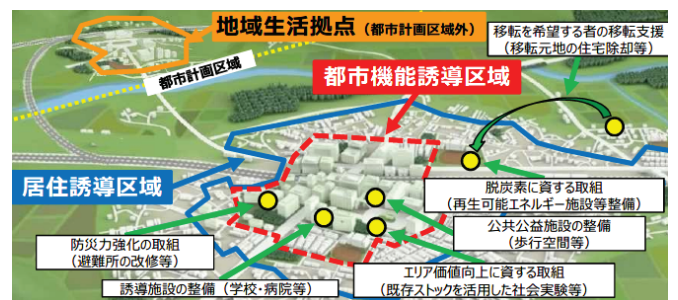 地域生活拠点（都市計画区域外）
移転を希望する者の移転支援
（移転元地の住宅除却等）
都市計画区域
都市機能誘導区域
居住誘導区域
脱炭素に資する取組
（再生可能エネルギー施設等整備）
公共公益施設の整備
（歩行空間等）
防災力強化の取組
（避難所の改修等）
エリア価値向上に資する取組
（既存ストックを活用した社会実験等）
誘導施設の整備（学校・病院等）